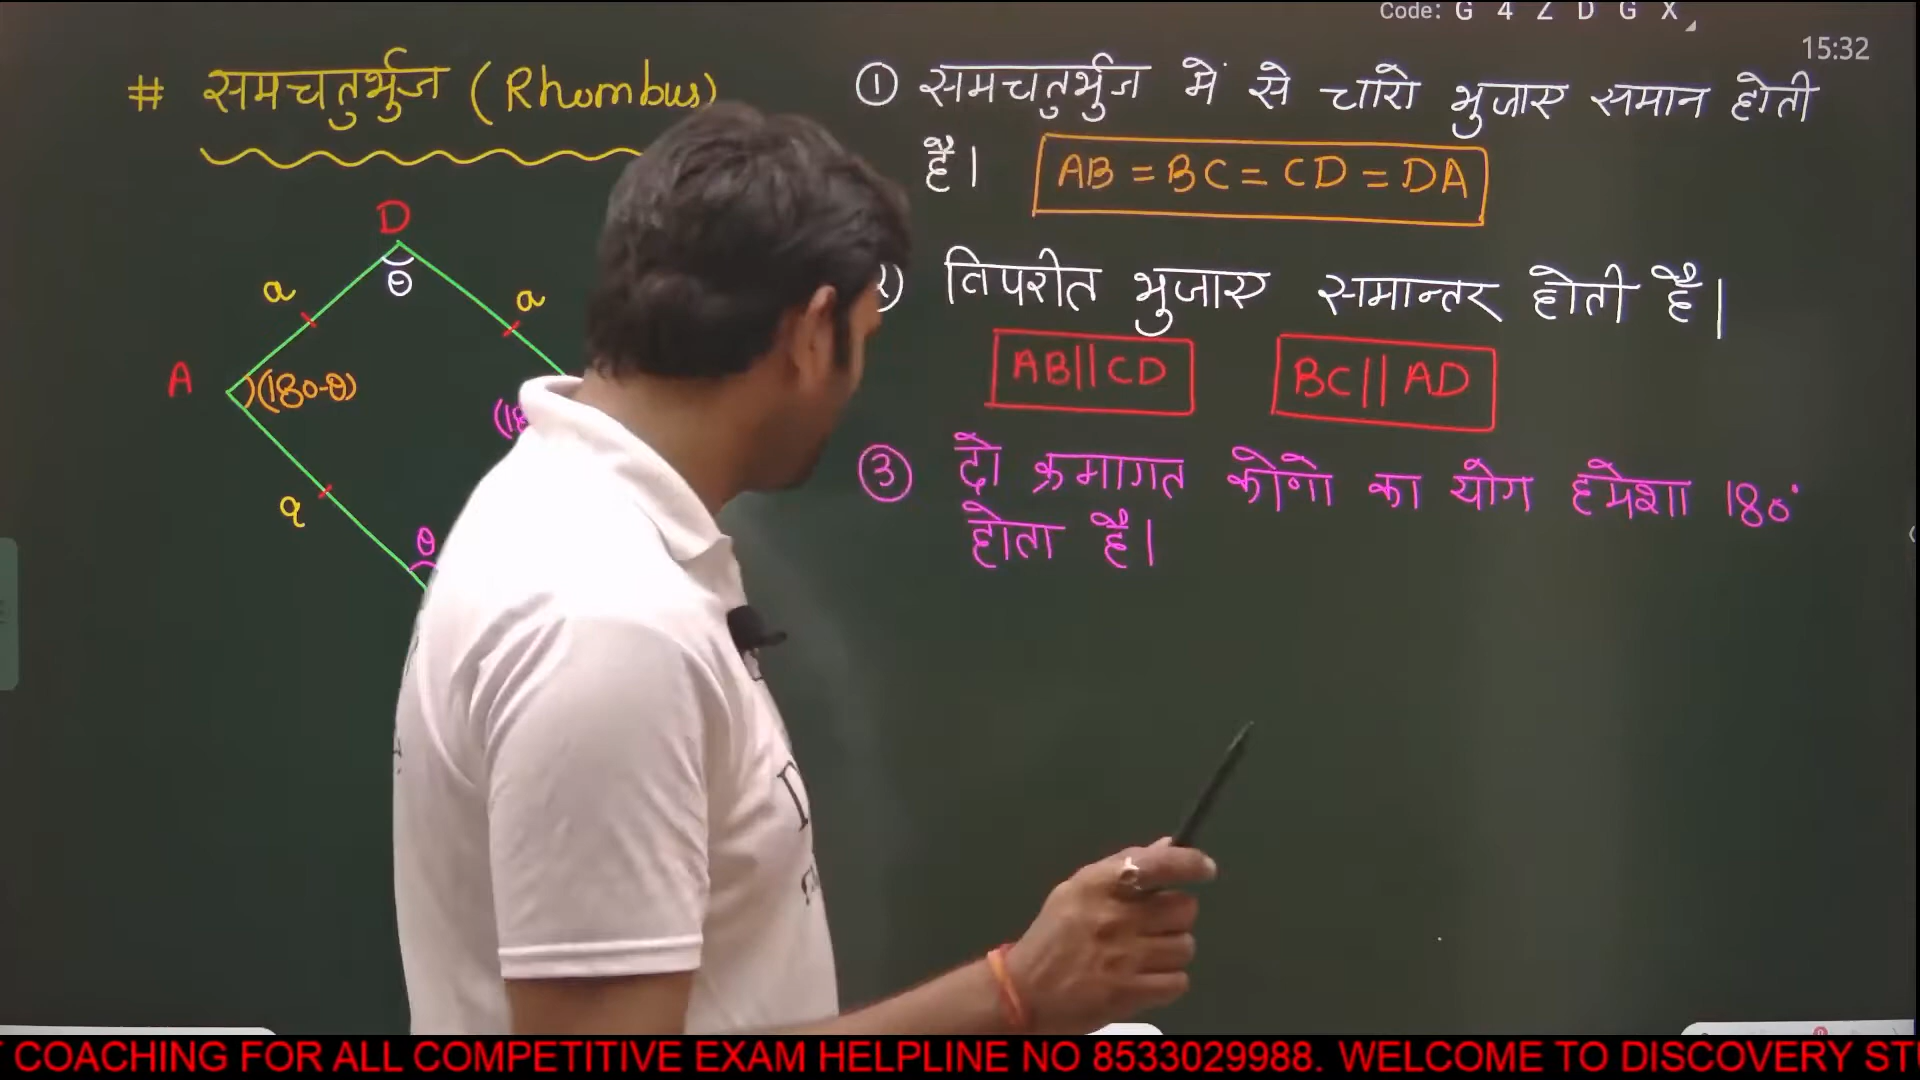 Code: G 4 Z D G X
15:32
# समचतुर्भुज (Rhombus)
① समचतुर्भुज में से चारो भुजाए समान होती
है।
AB = BC = CD = DA
D
θ
a
a
A
(180-θ)
(18
a
θ
विपरीत भुजाए समान्तर होती है।
AB||CD
BC||AD
③ दो क्रमागत कोणो का योग हमेशा 180°
होता है।
COACHING FOR ALL COMPETITIVE EXAM HELPLINE NO 8533029988. WELCOME TO DISCOVERY ST